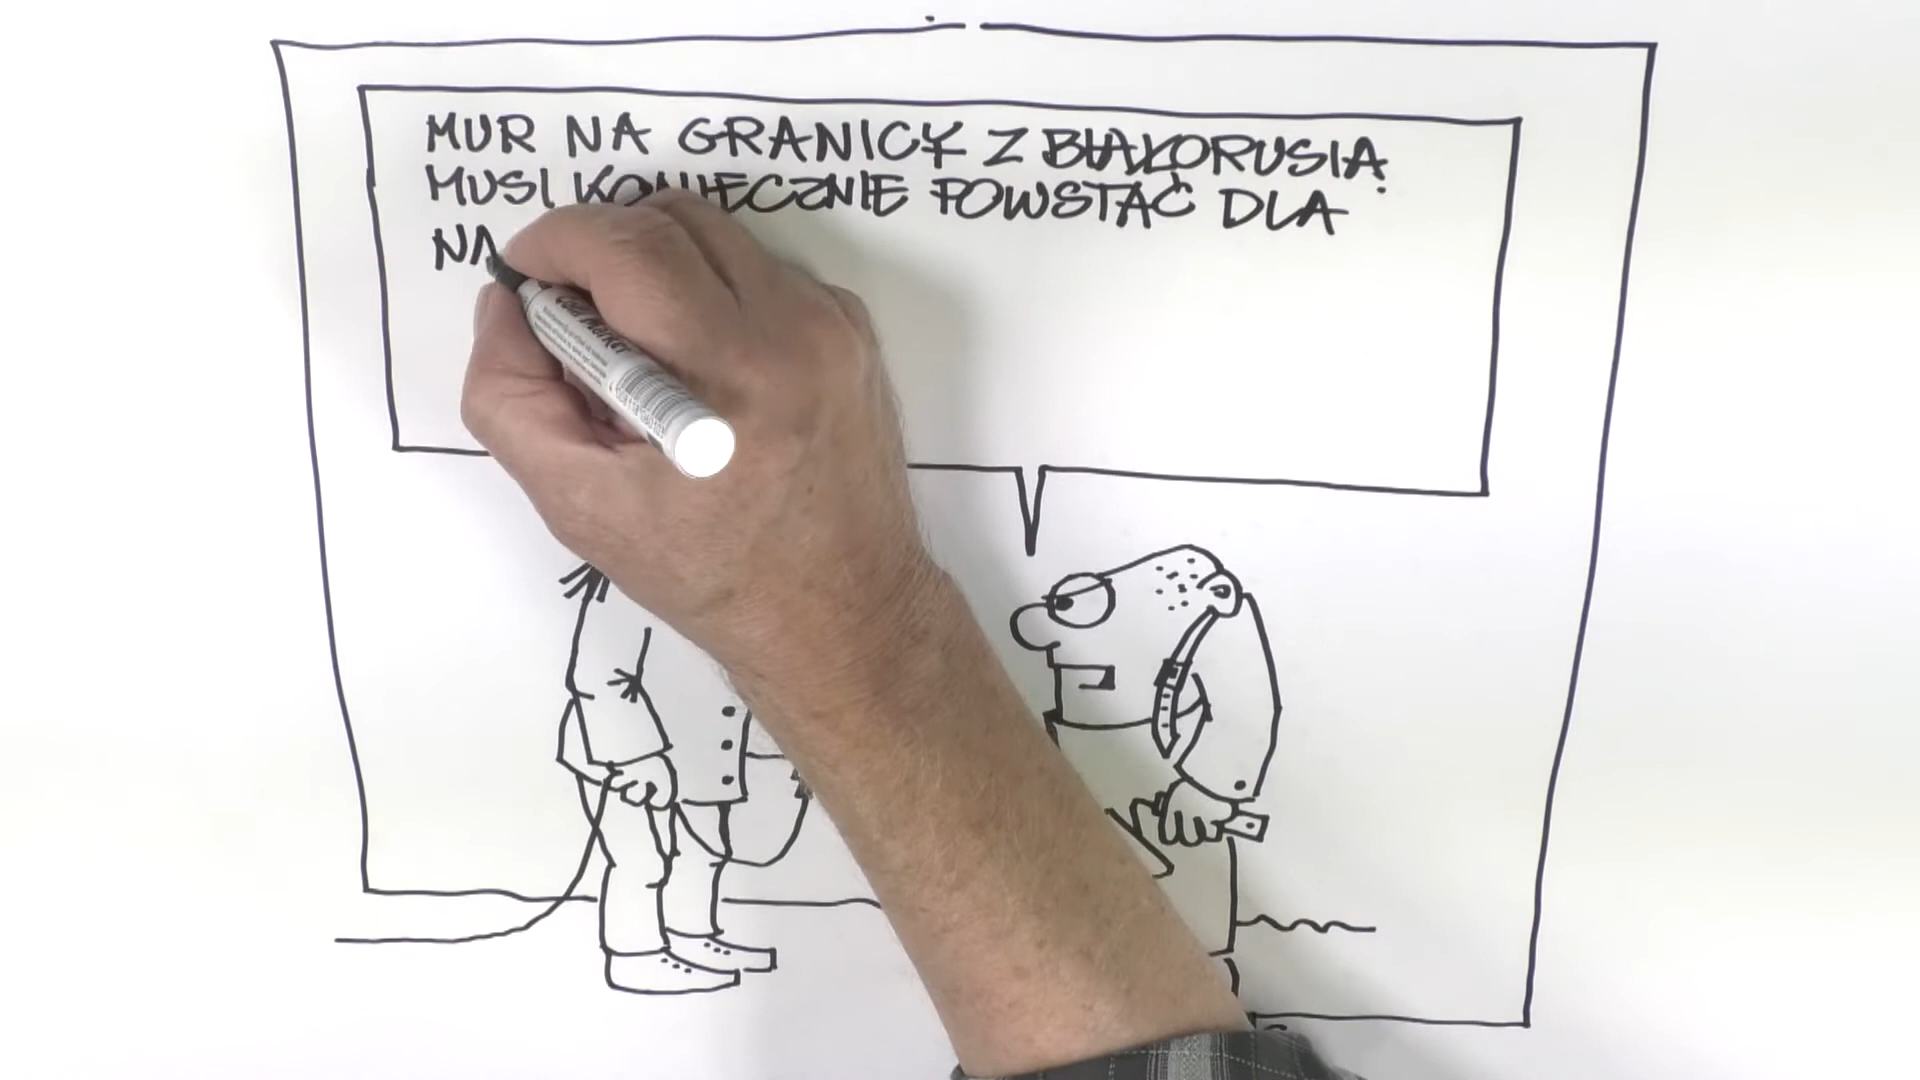 MUR NA GRANICY Z BIAŁORUSIĄ
MUSI KONIECZNIE POWSTAĆ DLA
NA